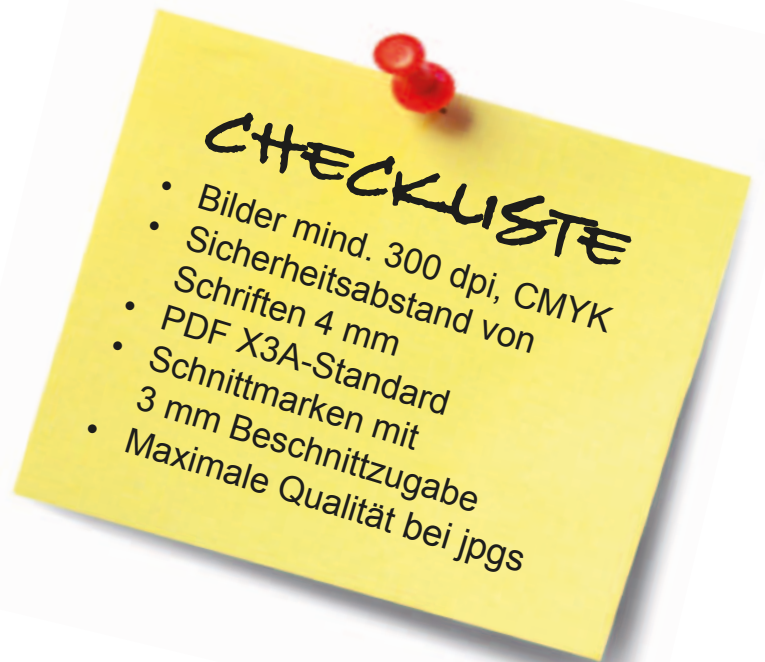 CHECKLISTE
• Bilder mind. 300 dpi, CMYK
• Sicherheitsabstand von
Schriften 4 mm
• PDF X3A-Standard
• Schnittmarken mit
3 mm Beschnittzugabe
• Maximale Qualität bei jpgs